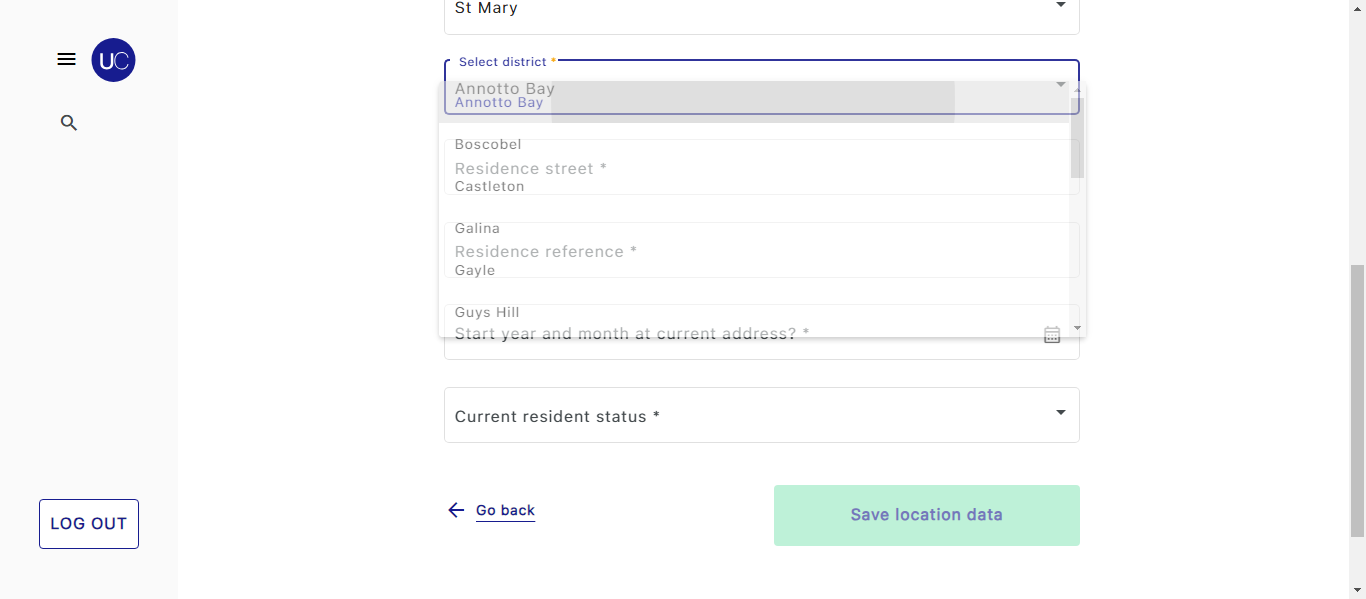 St Mary
UC
Select district *
Annotto Bay
Annotto Bay
Boscobel
Residence street *
Castleton
Galina
Residence reference *
Gayle
Guys Hill
Start year and month at current address? *
Current resident status *
LOG OUT
Go back
Save location data